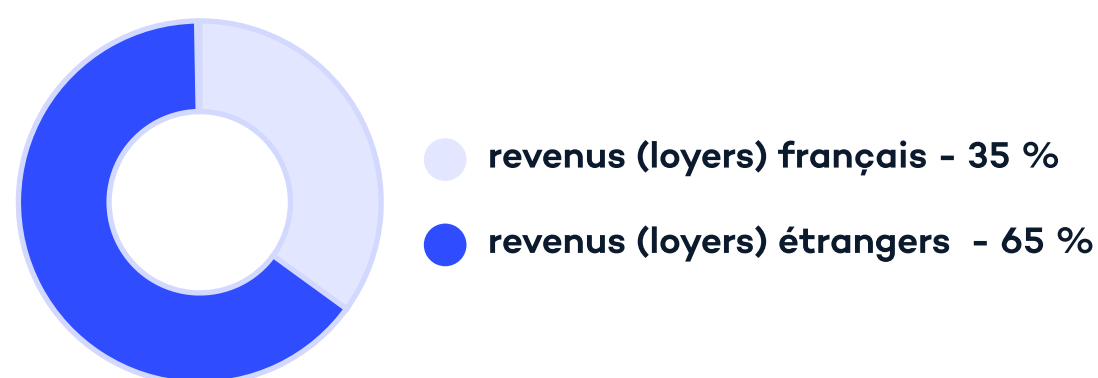 revenus (loyers) français - 35 %
revenus (loyers) étrangers - 65 %